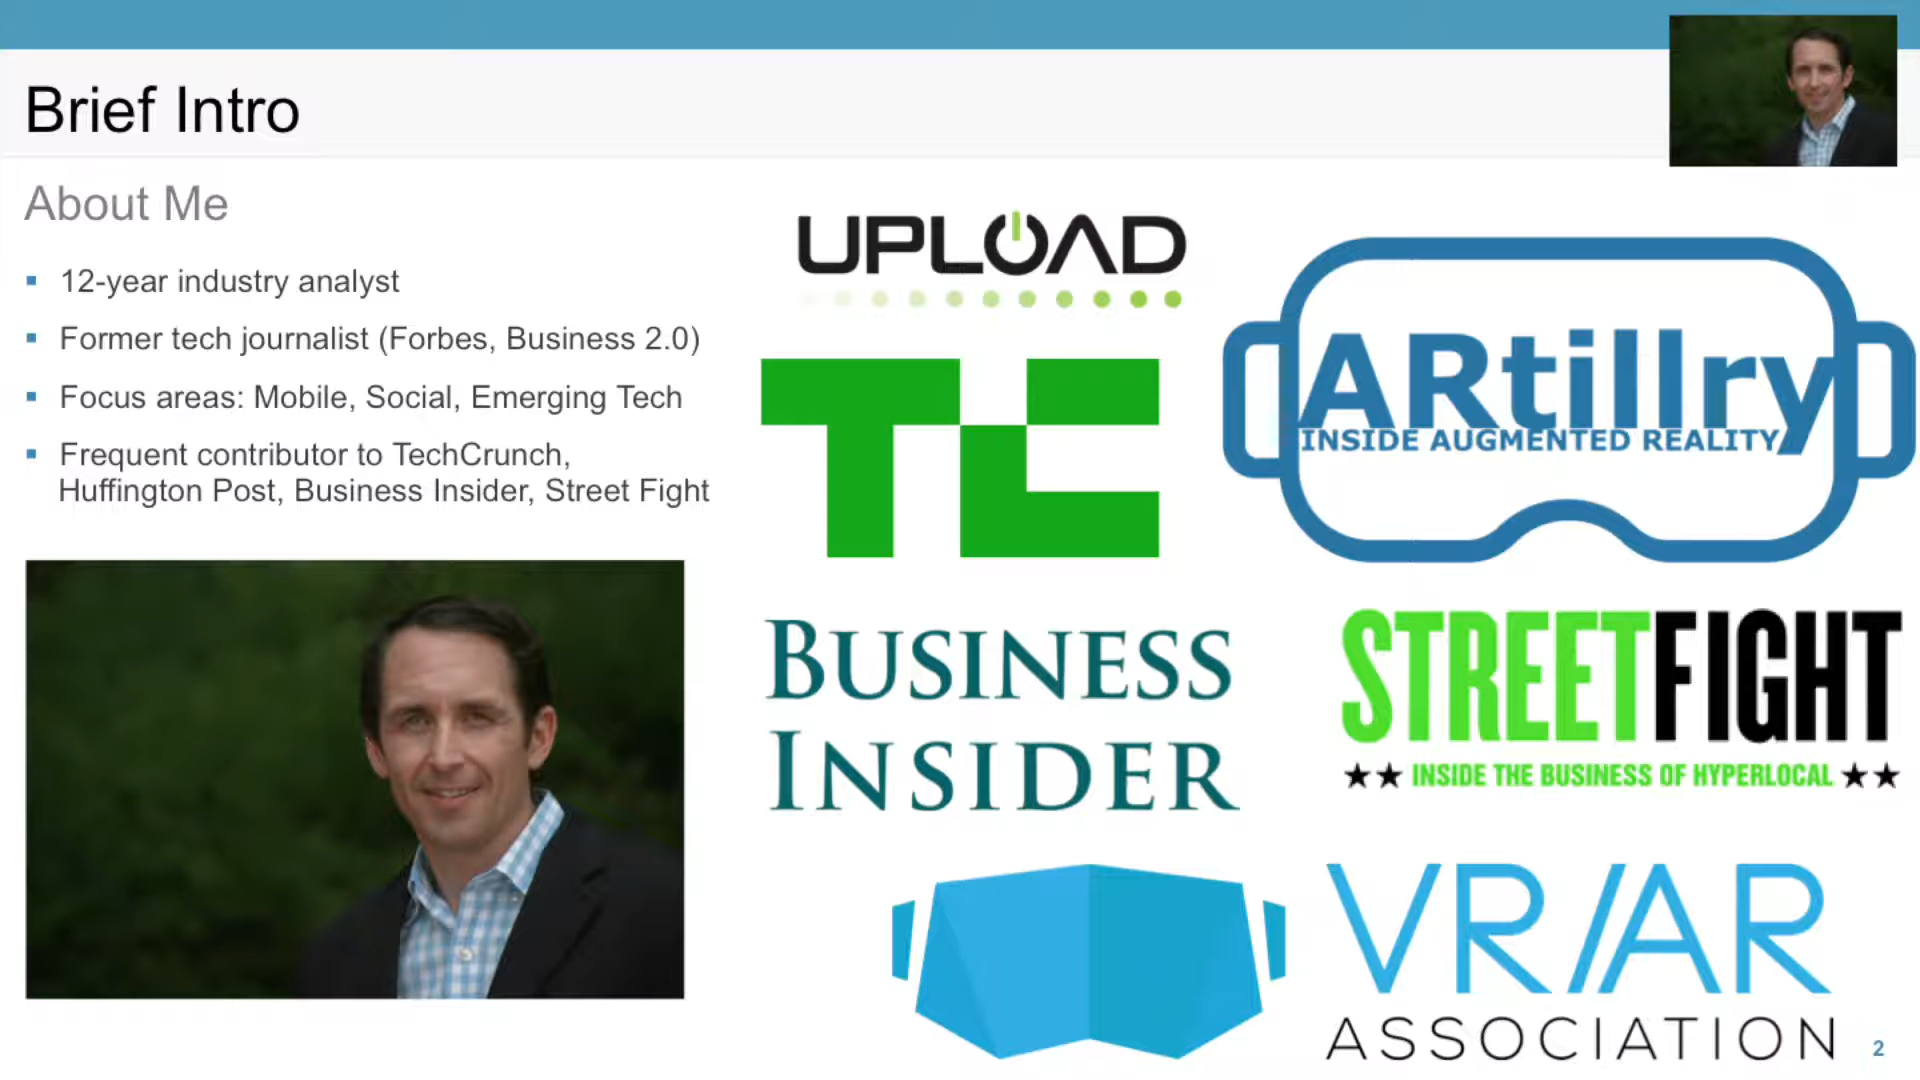 Brief Intro
About Me
12-year industry analyst
Former tech journalist (Forbes, Business 2.0)
Focus areas: Mobile, Social, Emerging Tech
Frequent contributor to TechCrunch,
Huffington Post, Business Insider, Street Fight
UPLOAD
TC
ARtillry
INSIDE AUGMENTED REALITY
BUSINESS
INSIDER
STREETFIGHT
★★ INSIDE THE BUSINESS OF HYPERLOCAL ★★
VR/AR
ASSOCIATION
2